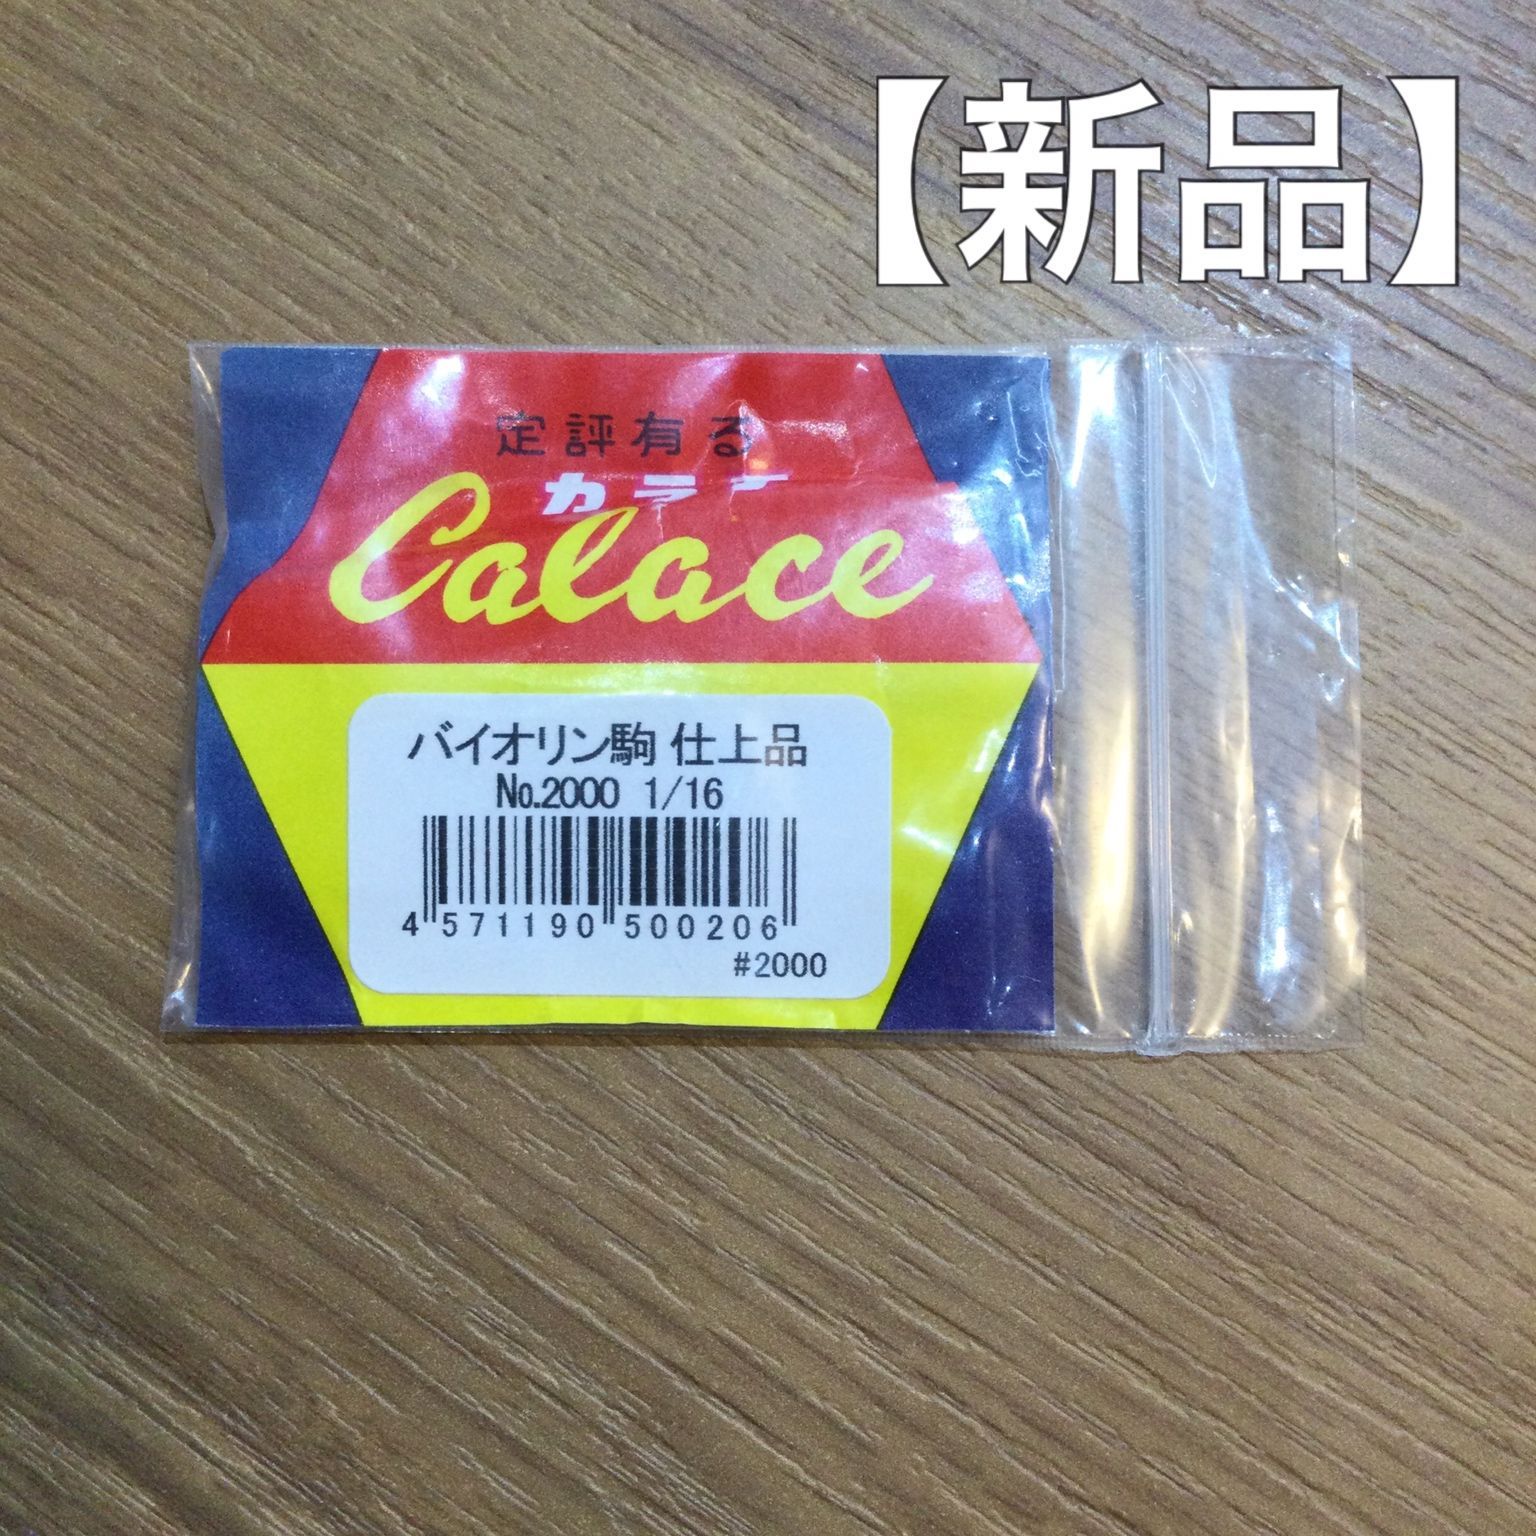 【新品】
定評有る
カラチ
Calace
バイオリン駒 仕上品
No.2000 1/16
4 571190 500206
#2000